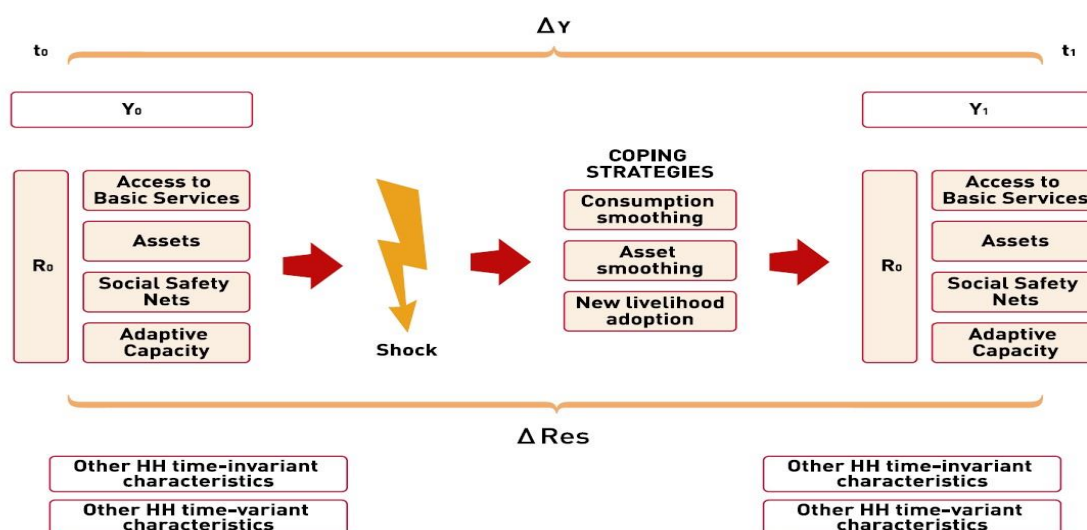 ΔY
t₀
t₁
Y₀
Y₁
R₀
Access to
Basic Services
Assets
Social Safety
Nets
Adaptive
Capacity
Shock
COPING
STRATEGIES
Consumption
smoothing
Asset
smoothing
New livelihood
adoption
R₀
Access to
Basic Services
Assets
Social Safety
Nets
Adaptive
Capacity
Δ Res
Other HH time-invariant
characteristics
Other HH time-variant
characteristics
Other HH time-invariant
characteristics
Other HH time-variant
characteristics